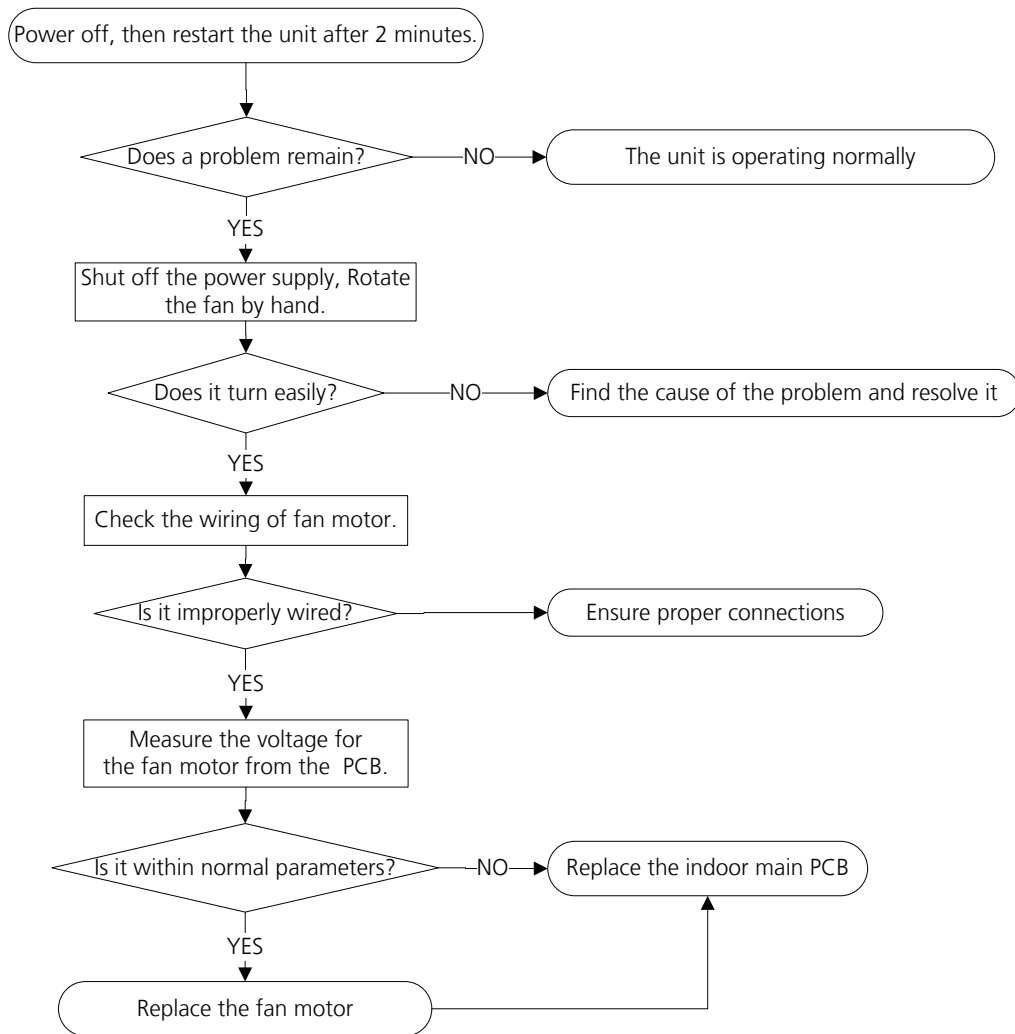 Power off, then restart the unit after 2 minutes.
Does a problem remain?
NO
The unit is operating normally
YES
Shut off the power supply, Rotate
the fan by hand.
Does it turn easily?
NO
Find the cause of the problem and resolve it
YES
Check the wiring of fan motor.
Is it improperly wired?
Ensure proper connections
YES
Measure the voltage for
the fan motor from the PCB.
Is it within normal parameters?
NO
Replace the indoor main PCB
YES
Replace the fan motor